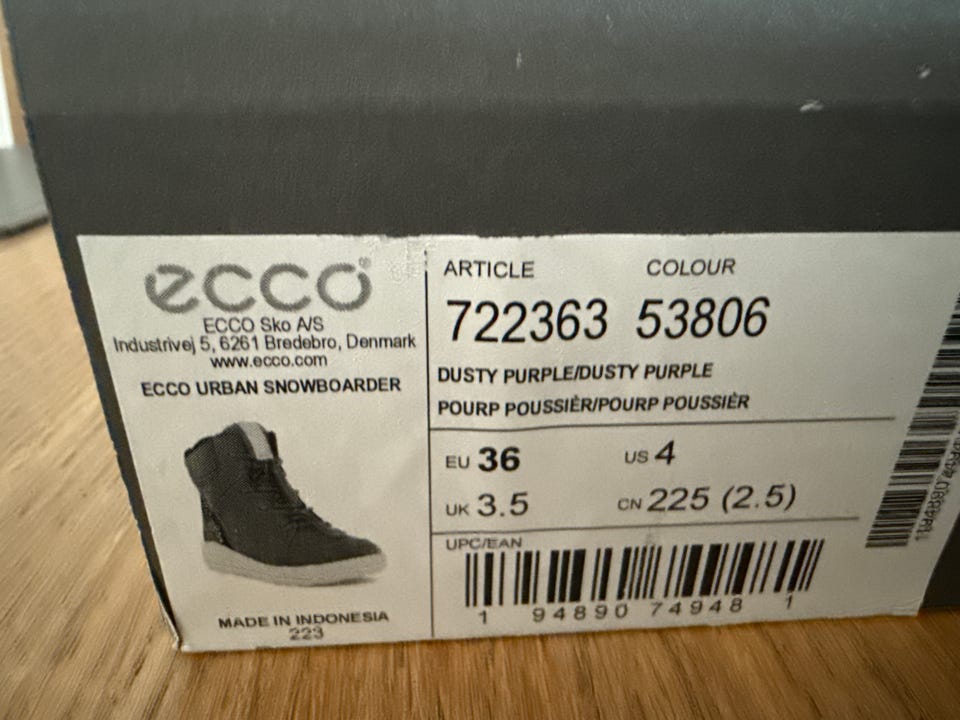 ecco®
ECCO Sko A/S
Industrivej 5, 6261 Bredebro, Denmark
www.ecco.com
ECCO URBAN SNOWBOARDER
MADE IN INDONESIA
223
ARTICLE COLOUR
722363 53806
DUSTY PURPLE/DUSTY PURPLE
POURP POUSSIÈR/POURP POUSSIÈR
EU 36 US 4
UK 3.5 CN 225 (2.5)
UPC/EAN
1 94890 74948 1